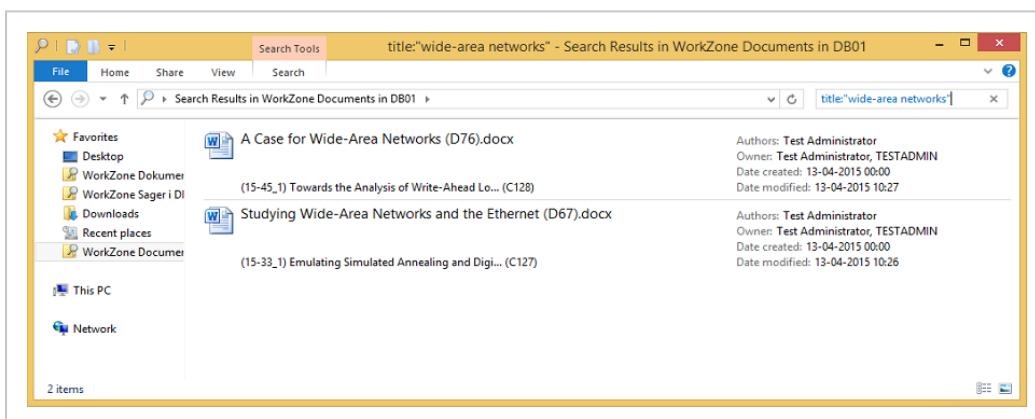 Search Tools
title:"wide-area networks" - Search Results in WorkZone Documents in DB01
File Home Share View Search
Search Results in WorkZone Documents in DB01
title:"wide-area networks"
Favorites
Desktop
WorkZone Dokumer
WorkZone Sager i DI
Downloads
Recent places
WorkZone Documer
This PC
Network
A Case for Wide-Area Networks (D76).docx
(15-45_1) Towards the Analysis of Write-Ahead Lo... (C128)
Authors: Test Administrator
Owner: Test Administrator, TESTADMIN
Date created: 13-04-2015 00:00
Date modified: 13-04-2015 10:27
Studying Wide-Area Networks and the Ethernet (D67).docx
(15-33_1) Emulating Simulated Annealing and Digi... (C127)
Authors: Test Administrator
Owner: Test Administrator, TESTADMIN
Date created: 13-04-2015 00:00
Date modified: 13-04-2015 10:26
2 items